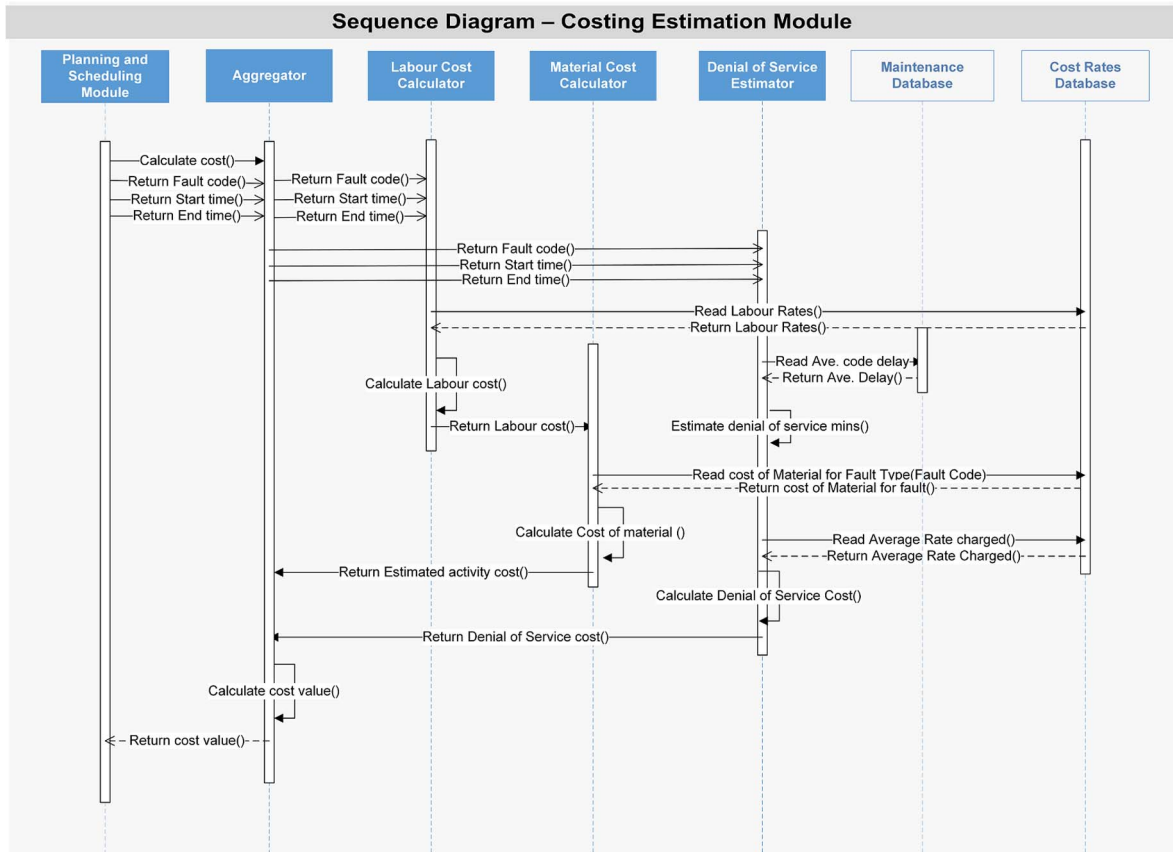 Sequence Diagram – Costing Estimation Module
Planning and
Scheduling
Module
Aggregator
Labour Cost
Calculator
Material Cost
Calculator
Denial of Service
Estimator
Maintenance
Database
Cost Rates
Database
Calculate cost()
Return Fault code()
Return Fault code()
Return Start time()
Return Start time()
Return End time()
Return End time()
Return Fault code()
Return Start time()
Return End time()
Read Labour Rates()
Return Labour Rates()
Read Ave. code delay
Return Ave. Delay()
Calculate Labour cost()
Return Labour cost()
Estimate denial of service mins()
Read cost of Material for Fault Type(Fault Code)
Return cost of Material for fault()
Calculate Cost of material ()
Read Average Rate charged()
Return Average Rate Charged()
Return Estimated activity cost()
Calculate Denial of Service Cost()
Return Denial of Service cost()
Calculate cost value()
Return cost value()